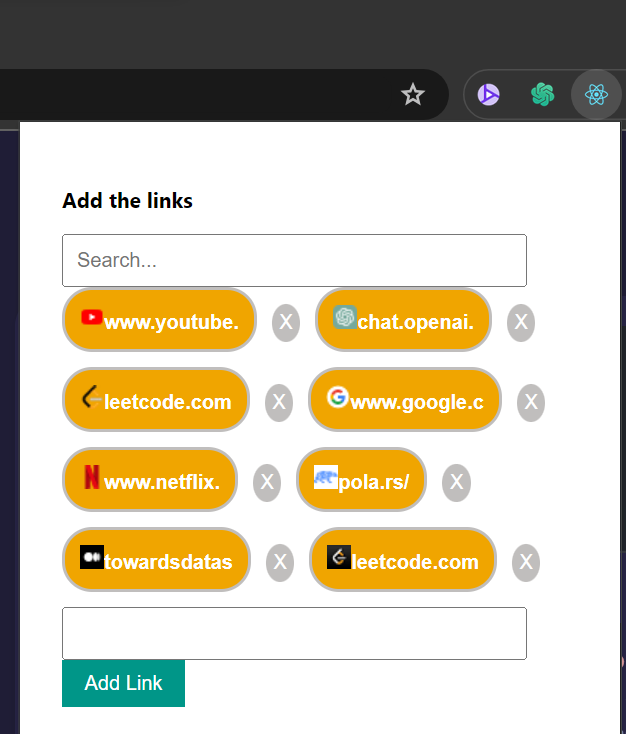 Add the links
Search...
www.youtube. X chat.openai. X
leetcode.com X www.google.c X
www.netflix. X pola.rs/ X
towardsdatas X leetcode.com X
Add Link